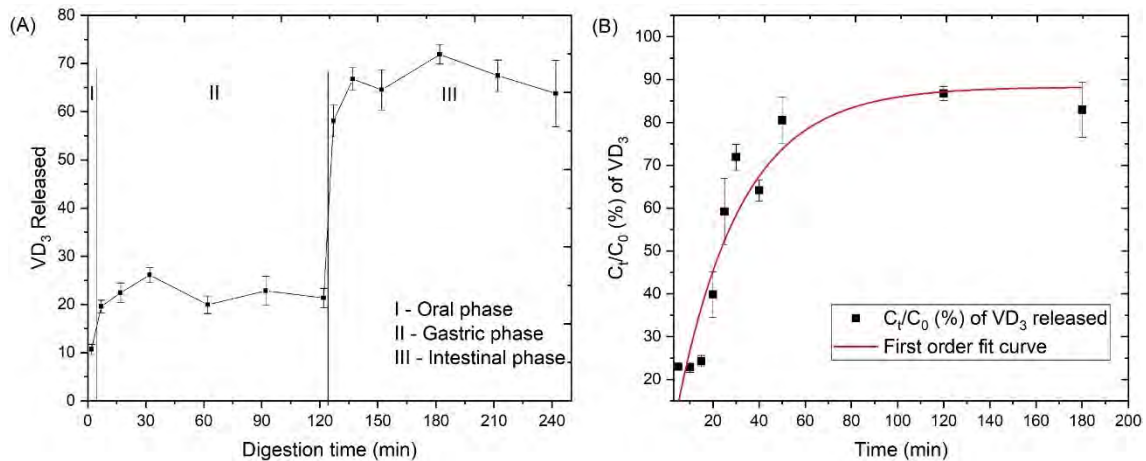 (A)
80
70
60
50
40
30
20
10
0
VD3 Released
I
II
III
I - Oral phase
II - Gastric phase
III - Intestinal phase
0 30 60 90 120 150 180 210 240
Digestion time (min)
(B)
100
90
80
70
60
50
40
30
20
Ct/C0 (%) of VD3
Ct/C0 (%) of VD3 released
First order fit curve
20 40 60 80 100 120 140 160 180 200
Time (min)